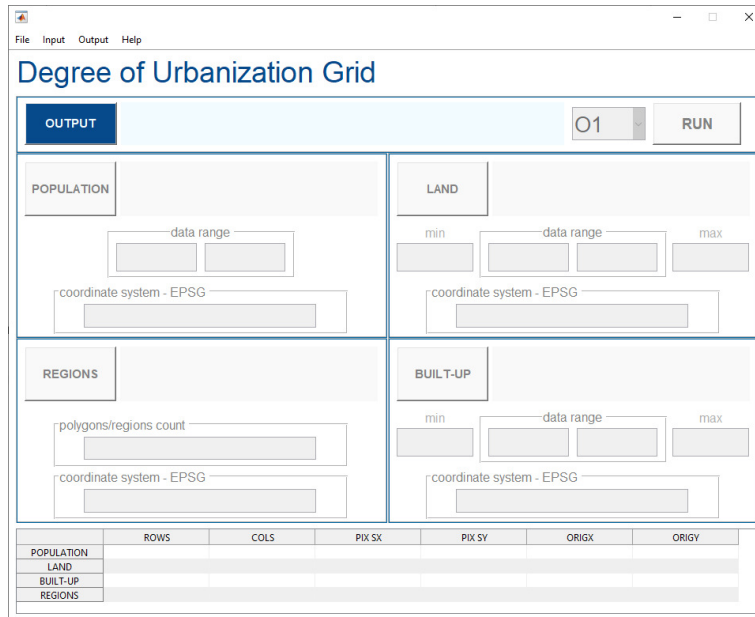 File Input Output Help
Degree of Urbanization Grid
OUTPUT O1 RUN
POPULATION
data range
coordinate system - EPSG
LAND
min data range max
coordinate system - EPSG
REGIONS
polygons/regions count
coordinate system - EPSG
BUILT-UP
min data range max
coordinate system - EPSG
ROWS COLS PIX SX PIX SY ORIGX ORIGY
POPULATION
LAND
BUILT-UP
REGIONS